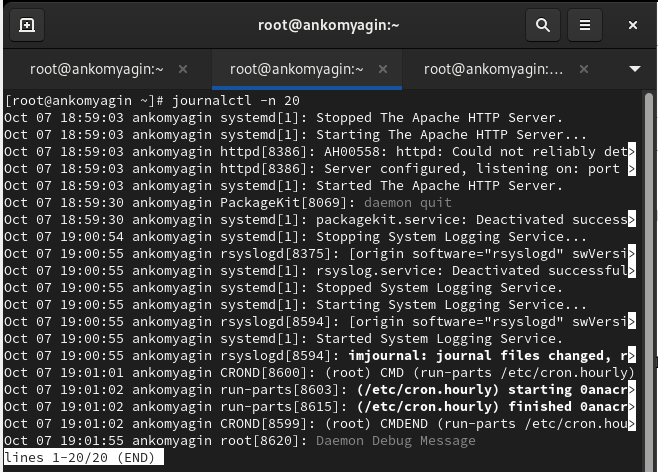 root@ankomyagin:~
root@ankomyagin:~ root@ankomyagin:~ root@ankomyagin:...
[root@ankomyagin ~]# journalctl -n 20
Oct 07 18:59:03 ankomyagin systemd[1]: Stopped The Apache HTTP Server.
Oct 07 18:59:03 ankomyagin systemd[1]: Starting The Apache HTTP Server...
Oct 07 18:59:03 ankomyagin httpd[8386]: AH00558: httpd: Could not reliably det>
Oct 07 18:59:03 ankomyagin httpd[8386]: Server configured, listening on: port >
Oct 07 18:59:03 ankomyagin systemd[1]: Started The Apache HTTP Server.
Oct 07 18:59:30 ankomyagin PackageKit[8069]: daemon quit
Oct 07 18:59:30 ankomyagin systemd[1]: packagekit.service: Deactivated success>
Oct 07 19:00:54 ankomyagin systemd[1]: Stopping System Logging Service...
Oct 07 19:00:55 ankomyagin rsyslogd[8375]: [origin software="rsyslogd" swVersi>
Oct 07 19:00:55 ankomyagin systemd[1]: rsyslog.service: Deactivated successful>
Oct 07 19:00:55 ankomyagin systemd[1]: Stopped System Logging Service.
Oct 07 19:00:55 ankomyagin systemd[1]: Starting System Logging Service...
Oct 07 19:00:55 ankomyagin rsyslogd[8594]: [origin software="rsyslogd" swVersi>
Oct 07 19:00:55 ankomyagin systemd[1]: Started System Logging Service.
Oct 07 19:00:55 ankomyagin rsyslogd[8594]: imjournal: journal files changed, r>
Oct 07 19:01:01 ankomyagin CROND[8600]: (root) CMD (run-parts /etc/cron.hourly)
Oct 07 19:01:02 ankomyagin run-parts[8603]: (/etc/cron.hourly) starting 0anacr>
Oct 07 19:01:02 ankomyagin run-parts[8615]: (/etc/cron.hourly) finished 0anacr>
Oct 07 19:01:02 ankomyagin CROND[8599]: (root) CMDEND (run-parts /etc/cron.hou>
Oct 07 19:01:55 ankomyagin root[8620]: Daemon Debug Message
lines 1-20/20 (END)